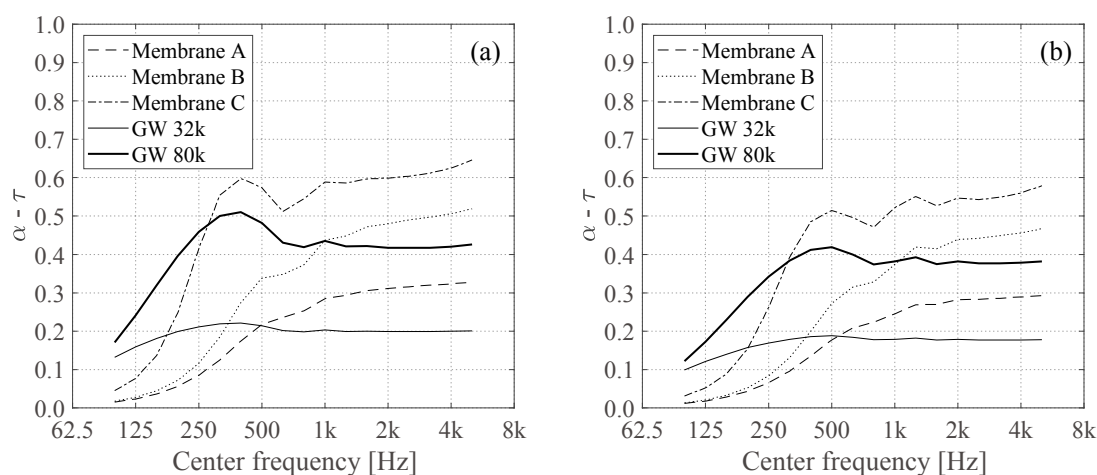 1.0
0.9
0.8
0.7
0.6
0.5
0.4
0.3
0.2
0.1
0.0
α - τ
Membrane A
Membrane B
Membrane C
GW 32k
GW 80k
(a)
62.5 125 250 500 1k 2k 4k 8k
Center frequency [Hz]
1.0
0.9
0.8
0.7
0.6
0.5
0.4
0.3
0.2
0.1
0.0
α - τ
Membrane A
Membrane B
Membrane C
GW 32k
GW 80k
(b)
62.5 125 250 500 1k 2k 4k 8k
Center frequency [Hz]